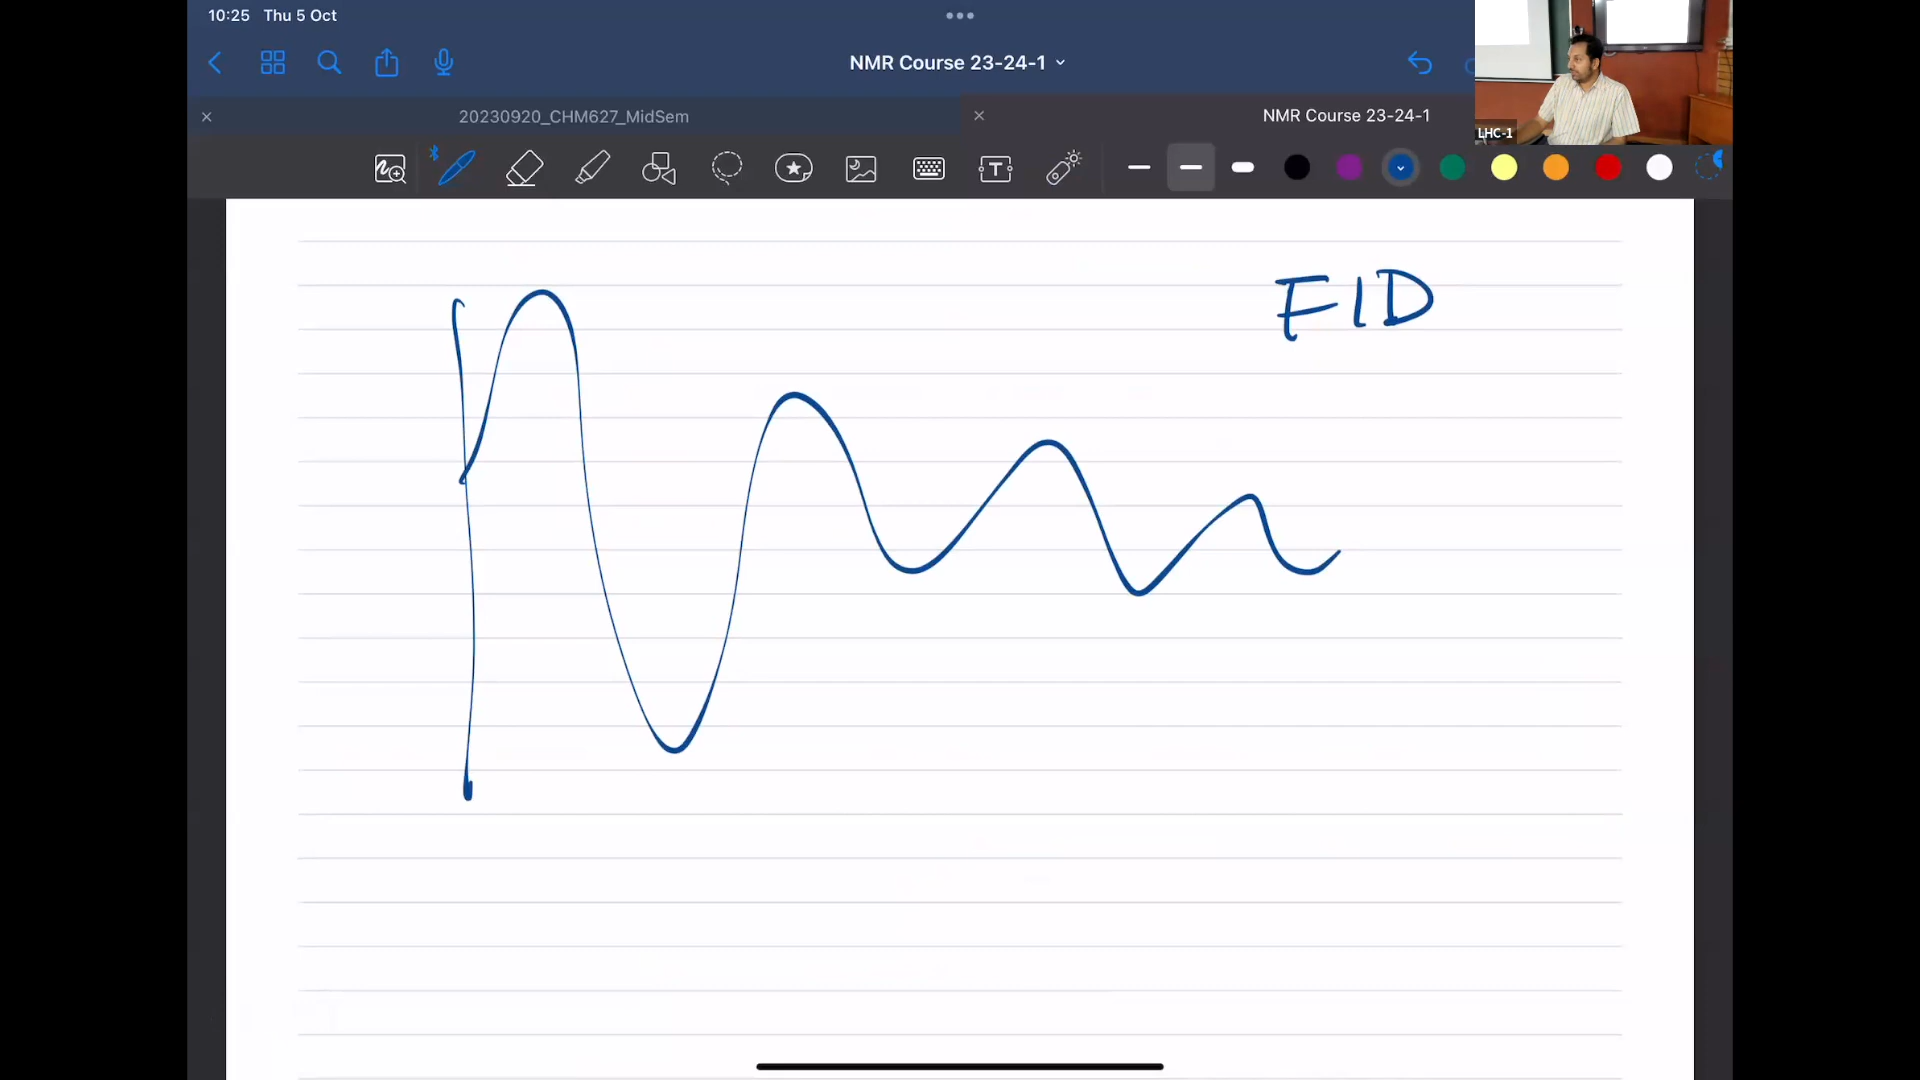 10:25 Thu 5 Oct
NMR Course 23-24-1
20230920_CHM627_MidSem
NMR Course 23-24-1
LHC-1
T
FID